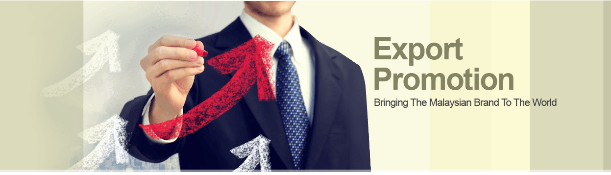 Export
Promotion
Bringing The Malaysian Brand To The World